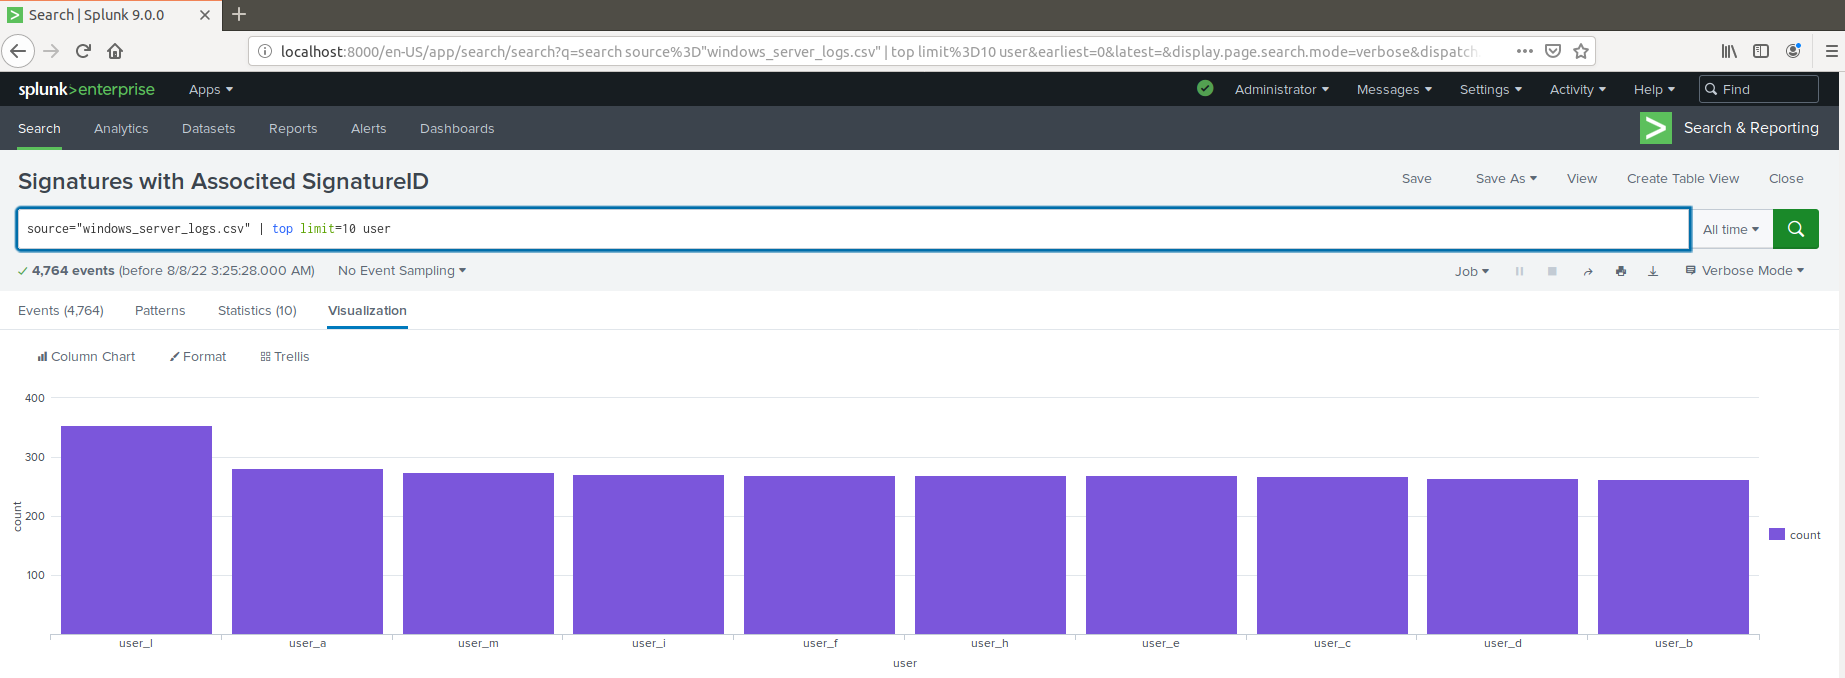 Search | Splunk 9.0.0
localhost:8000/en-US/app/search/search?q=search source%3D"windows_server_logs.csv" | top limit%3D10 user&earliest=0&latest=&display.page.search.mode=verbose&dispatch
splunk>enterprise Apps Administrator Messages Settings Activity Help Find
Search Analytics Datasets Reports Alerts Dashboards Search & Reporting
Signatures with Associted SignatureID Save Save As View Create Table View Close
source="windows_server_logs.csv" | top limit=10 user All time
4,764 events (before 8/8/22 3:25:28.000 AM) No Event Sampling Job Verbose Mode
Events (4,764) Patterns Statistics (10) Visualization
Column Chart Format Trellis
400
300
200
100
count
count
user_l user_a user_m user_i user_f user_h user_e user_c user_d user_b
user